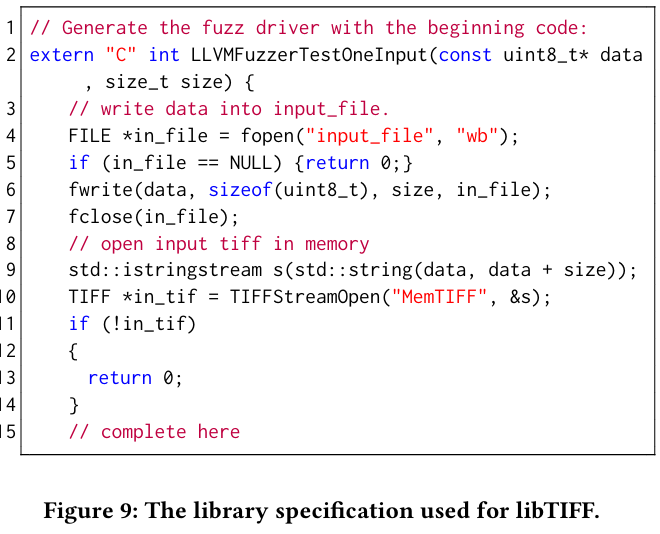 1 // Generate the fuzz driver with the beginning code:
2 extern "C" int LLVMFuzzerTestOneInput(const uint8_t* data
, size_t size) {
3 // write data into input_file.
4 FILE *in_file = fopen("input_file", "wb");
5 if (in_file == NULL) {return 0;}
6 fwrite(data, sizeof(uint8_t), size, in_file);
7 fclose(in_file);
8 // open input tiff in memory
9 std::istringstream s(std::string(data, data + size));
10 TIFF *in_tif = TIFFStreamOpen("MemTIFF", &s);
11 if (!in_tif)
12 {
13 return 0;
14 }
15 // complete here
Figure 9: The library specification used for libTIFF.